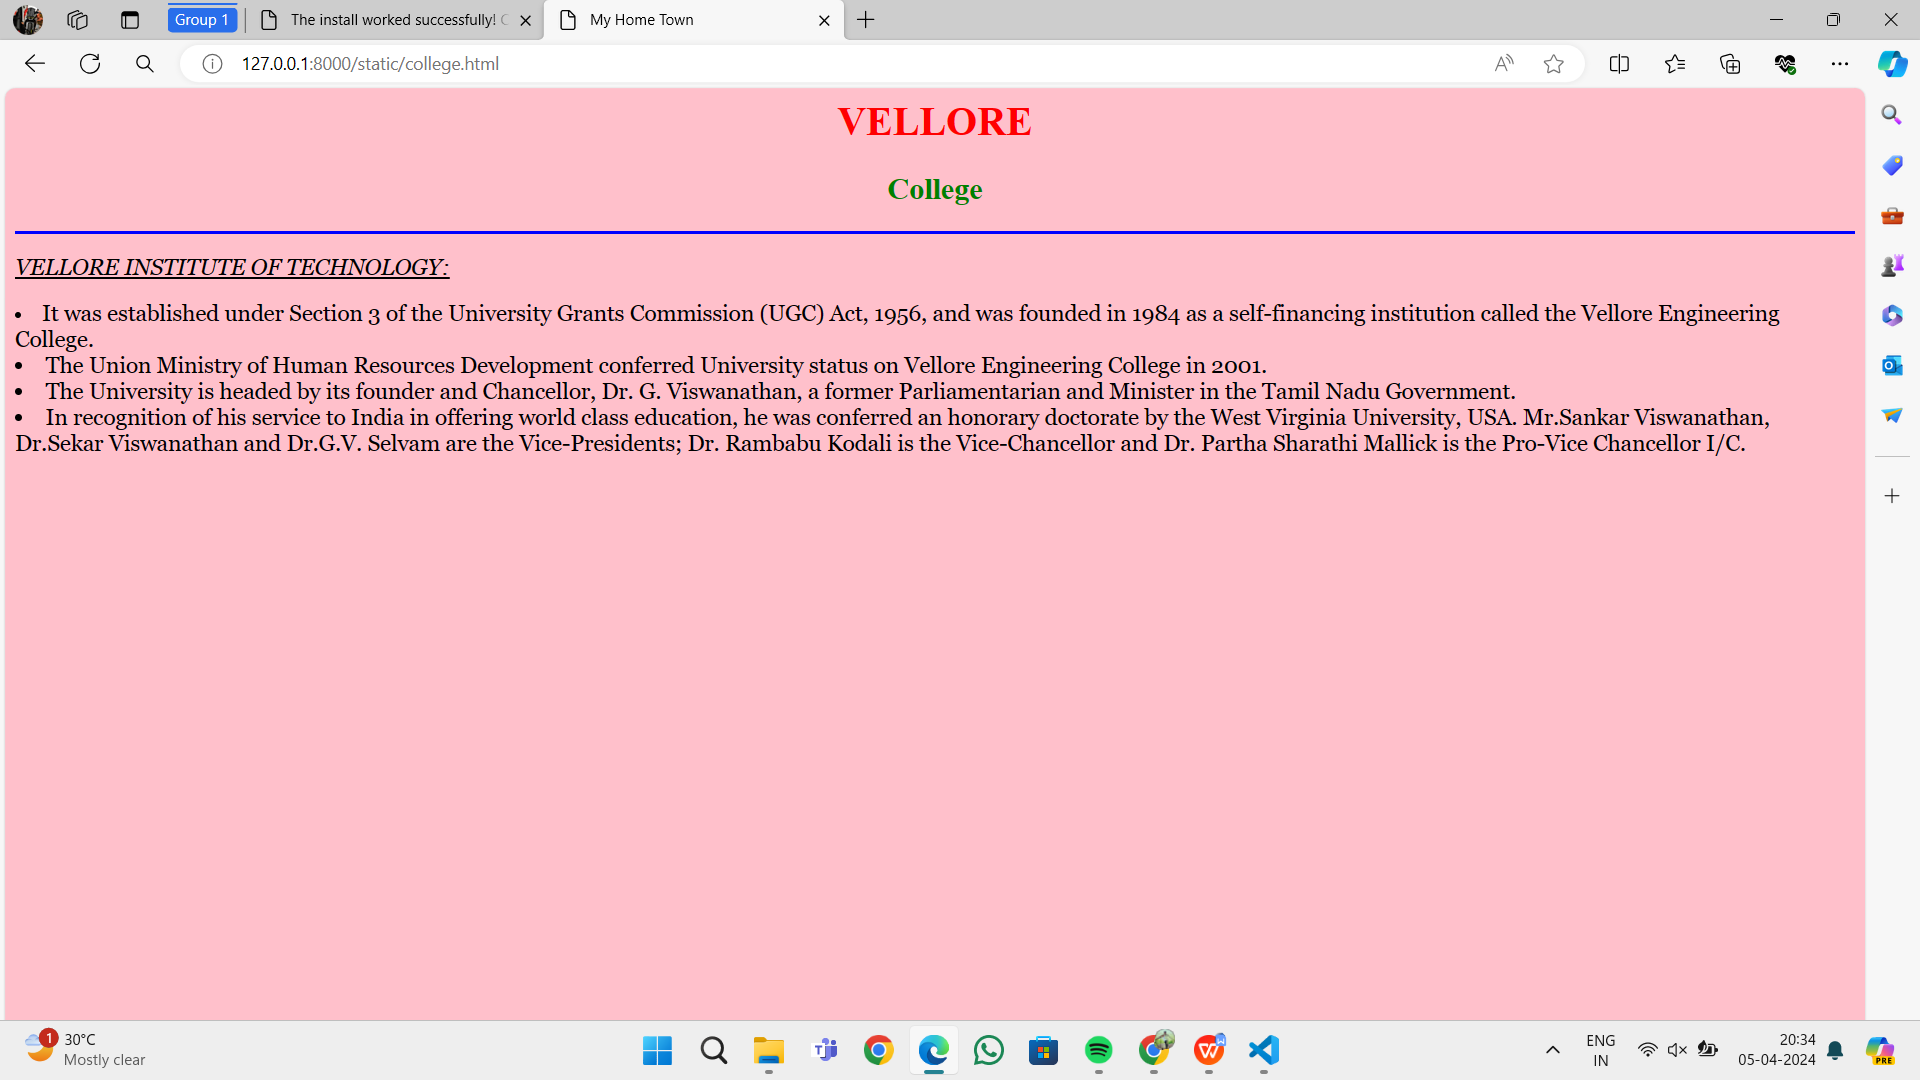 Group 1
The install worked successfully! C
My Home Town
127.0.0.1:8000/static/college.html
VELLORE
College
VELLORE INSTITUTE OF TECHNOLOGY:
• It was established under Section 3 of the University Grants Commission (UGC) Act, 1956, and was founded in 1984 as a self-financing institution called the Vellore Engineering
College.
• The Union Ministry of Human Resources Development conferred University status on Vellore Engineering College in 2001.
• The University is headed by its founder and Chancellor, Dr. G. Viswanathan, a former Parliamentarian and Minister in the Tamil Nadu Government.
• In recognition of his service to India in offering world class education, he was conferred an honorary doctorate by the West Virginia University, USA. Mr.Sankar Viswanathan,
Dr.Sekar Viswanathan and Dr.G.V. Selvam are the Vice-Presidents; Dr. Rambabu Kodali is the Vice-Chancellor and Dr. Partha Sharathi Mallick is the Pro-Vice Chancellor I/C.
1
30°C
Mostly clear
ENG
IN
20:34
05-04-2024
PRE